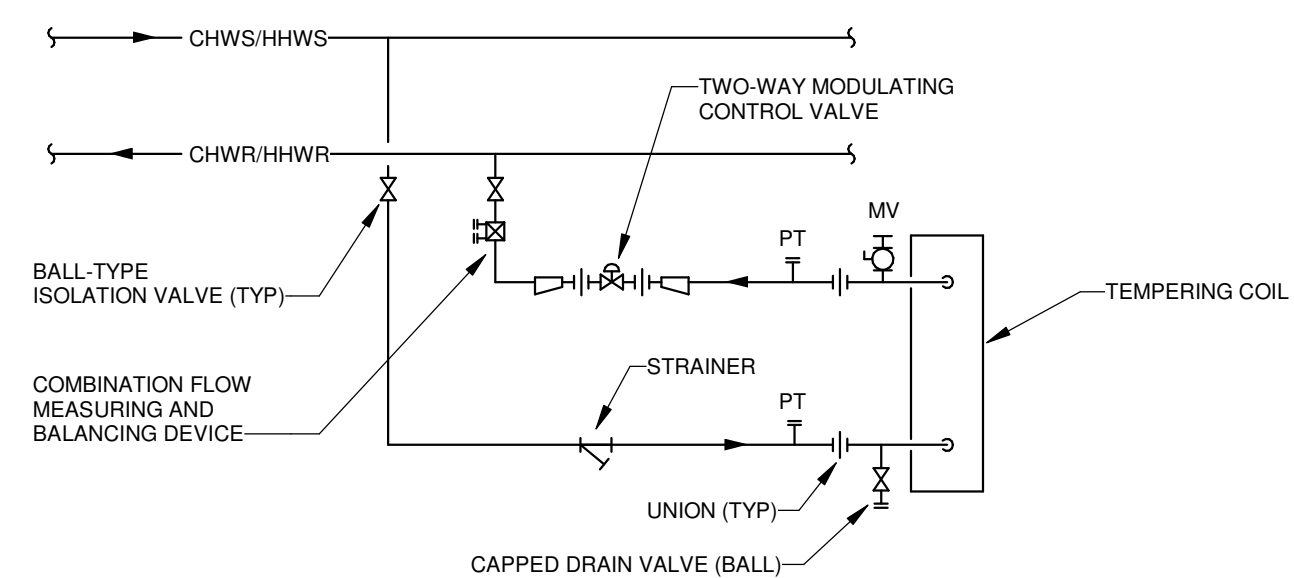 CHWS/HHWS
TWO-WAY MODULATING
CONTROL VALVE
CHWR/HHWR
MV
PT
BALL-TYPE
ISOLATION VALVE (TYP)
TEMPERING COIL
STRAINER
COMBINATION FLOW
MEASURING AND
BALANCING DEVICE
PT
UNION (TYP)
CAPPED DRAIN VALVE (BALL)